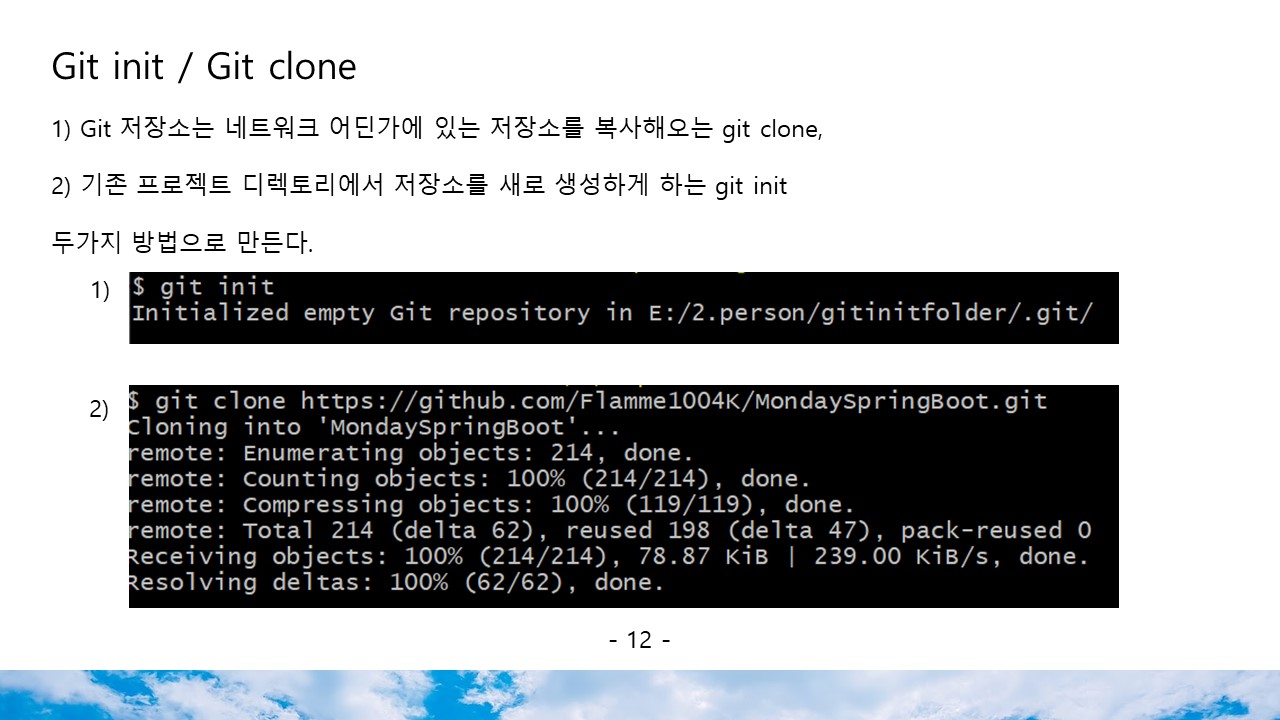 Git init / Git clone
1) Git 저장소는 네트워크 어딘가에 있는 저장소를 복사해오는 git clone,
2) 기존 프로젝트 디렉토리에서 저장소를 새로 생성하게 하는 git init
두가지 방법으로 만든다.
1)
$ git init
Initialized empty Git repository in E:/2.person/gitinitfolder/.git/
2)
$ git clone https://github.com/Flamme1004K/MondaySpringBoot.git
Cloning into 'MondaySpringBoot'...
remote: Enumerating objects: 214, done.
remote: Counting objects: 100% (214/214), done.
remote: Compressing objects: 100% (119/119), done.
remote: Total 214 (delta 62), reused 198 (delta 47), pack-reused 0
Receiving objects: 100% (214/214), 78.87 KiB | 239.00 KiB/s, done.
Resolving deltas: 100% (62/62), done.
- 12 -